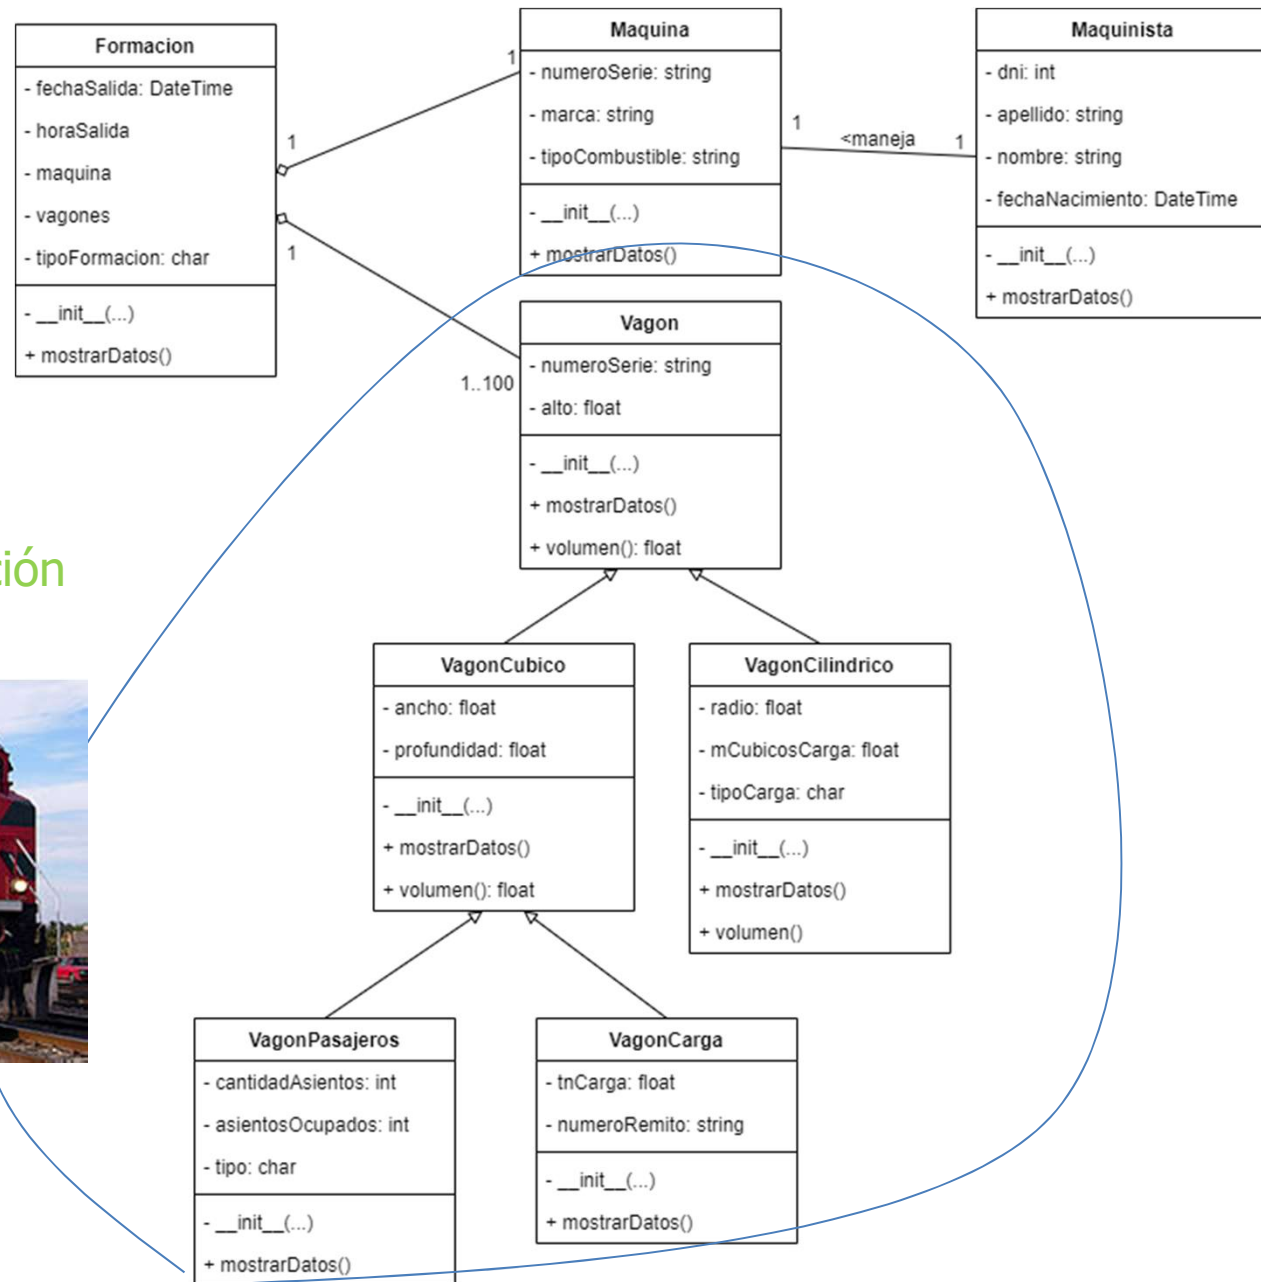 Formacion
- fechaSalida: DateTime
- horaSalida
- maquina
- vagones
- tipoFormacion: char
- __init__(...)
+ mostrarDatos()
1
1
Maquina
- numeroSerie: string
- marca: string
- tipoCombustible: string
- __init__(...)
+ mostrarDatos()
1
<maneja
1
Maquinista
- dni: int
- apellido: string
- nombre: string
- fechaNacimiento: DateTime
- __init__(...)
+ mostrarDatos()
1
1..100
Vagon
- numeroSerie: string
- alto: float
- __init__(...)
+ mostrarDatos()
+ volumen(): float
ión
VagonCubico
- ancho: float
- profundidad: float
- __init__(...)
+ mostrarDatos()
+ volumen(): float
VagonCilindrico
- radio: float
- mCubicosCarga: float
- tipoCarga: char
- __init__(...)
+ mostrarDatos()
+ volumen()
VagonPasajeros
- cantidadAsientos: int
- asientosOcupados: int
- tipo: char
- __init__(...)
+ mostrarDatos()
VagonCarga
- tnCarga: float
- numeroRemito: string
- __init__(...)
+ mostrarDatos()